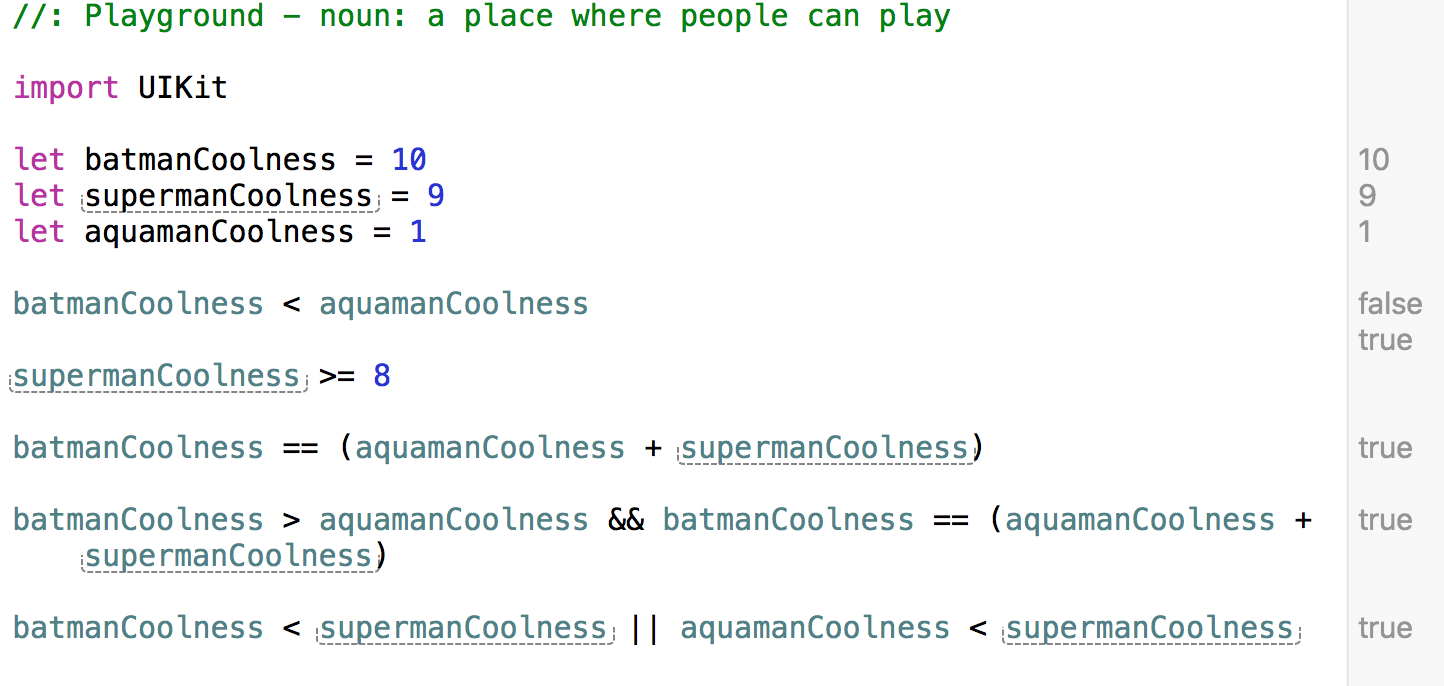 //: Playground – noun: a place where people can play
import UIKit
let batmanCoolness = 10 10
let supermanCoolness = 9 9
let aquamanCoolness = 1 1
batmanCoolness < aquamanCoolness false
true
supermanCoolness >= 8
batmanCoolness == (aquamanCoolness + supermanCoolness) true
batmanCoolness > aquamanCoolness && batmanCoolness == (aquamanCoolness + true
supermanCoolness)
batmanCoolness < supermanCoolness || aquamanCoolness < supermanCoolness true